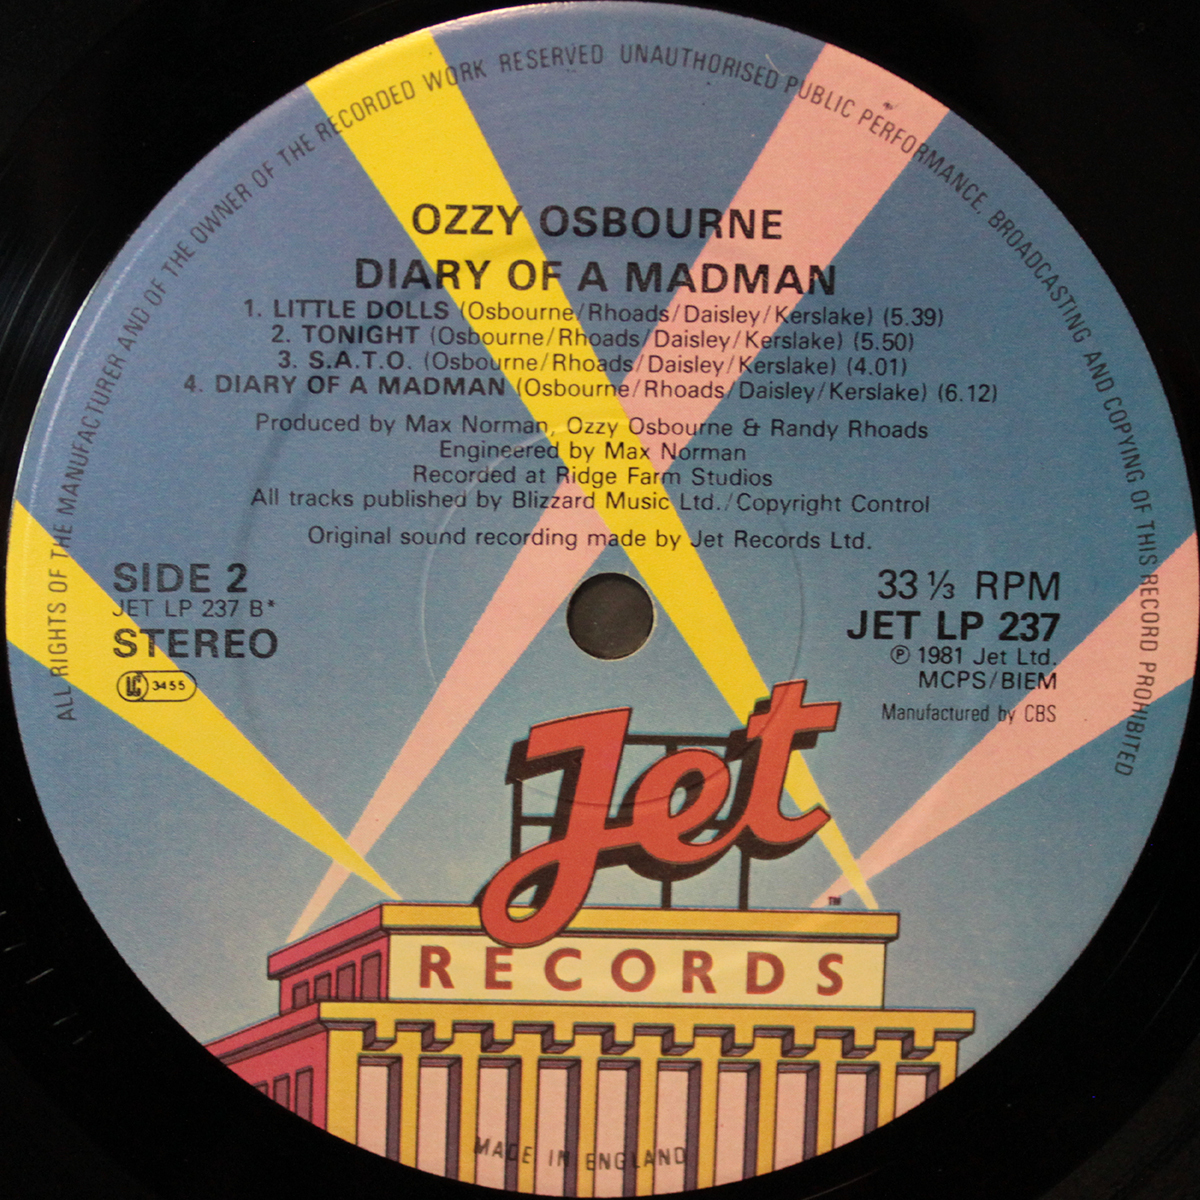 ALL RIGHTS OF THE MANUFACTURER AND OF THE OWNER OF THE RECORDED WORK RESERVED UNAUTHORISED PUBLIC PERFORMANCE, BROADCASTING AND COPYING OF THIS RECORD PROHIBITED
OZZY OSBOURNE
DIARY OF A MADMAN
1. LITTLE DOLLS (Osbourne/Rhoads/Daisley/Kerslake) (5.39)
2. TONIGHT (Osbourne/Rhoads/Daisley/Kerslake) (5.50)
3. S.A.T.O. (Osbourne/Rhoads/Daisley/Kerslake) (4.01)
4. DIARY OF A MADMAN (Osbourne/Rhoads/Daisley/Kerslake) (6.12)
Produced by Max Norman, Ozzy Osbourne & Randy Rhoads
Engineered by Max Norman
Recorded at Ridge Farm Studios
All tracks published by Blizzard Music Ltd./Copyright Control
Original sound recording made by Jet Records Ltd.
SIDE 2
JET LP 237 B*
STEREO
LC 3455
33 ⅓ RPM
JET LP 237
℗ 1981 Jet Ltd.
MCPS/BIEM
Manufactured by CBS
Jet
™
RECORDS
MADE IN ENGLAND